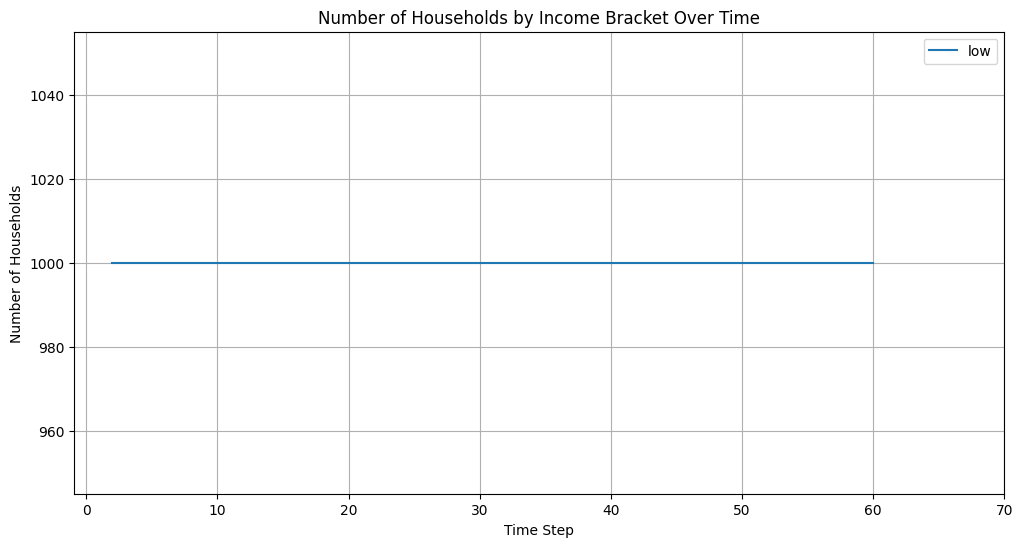 Number of Households by Income Bracket Over Time
low
1040
1020
1000
980
960
Number of Households
0 10 20 30 40 50 60 70
Time Step